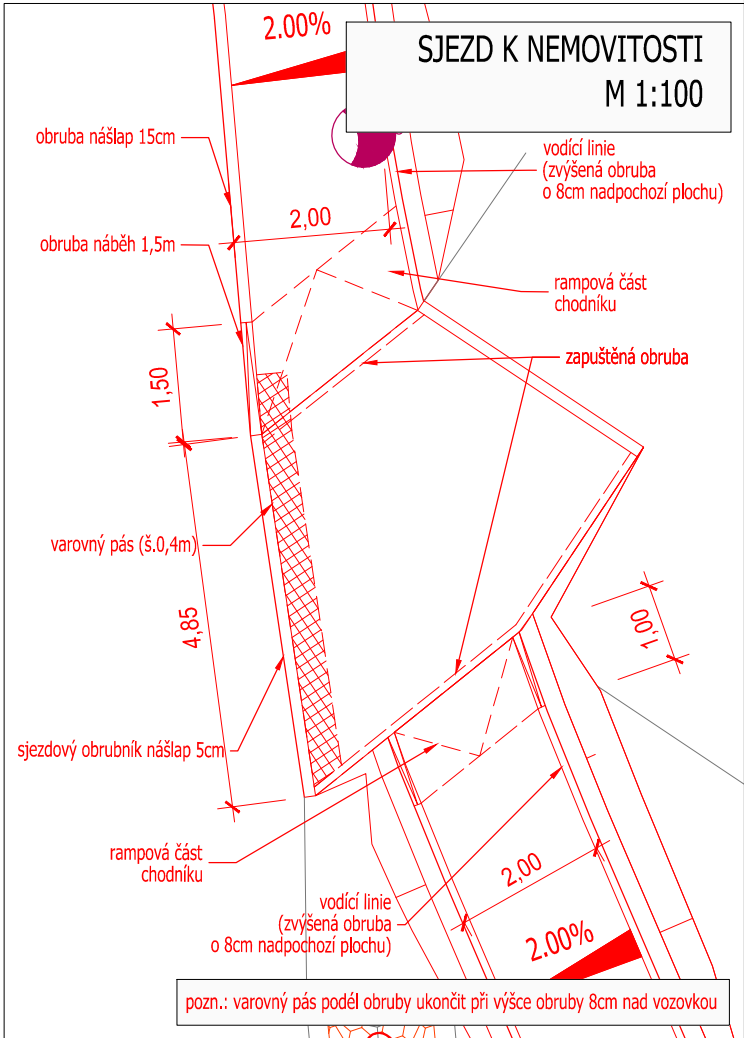 SJEZD K NEMOVITOSTI
M 1:100
2.00%
obruba nášlap 15cm
vodící linie
(zvýšená obruba
o 8cm nadpochozí plochu)
2,00
obruba náběh 1,5m
rampová část
chodníku
zapuštěná obruba
1,50
varovný pás (š.0,4m)
4,85
1,00
sjezdový obrubník nášlap 5cm
rampová část
chodníku
2,00
vodící linie
(zvýšená obruba
o 8cm nadpochozí plochu)
2.00%
pozn.: varovný pás podél obruby ukončit při výšce obruby 8cm nad vozovkou